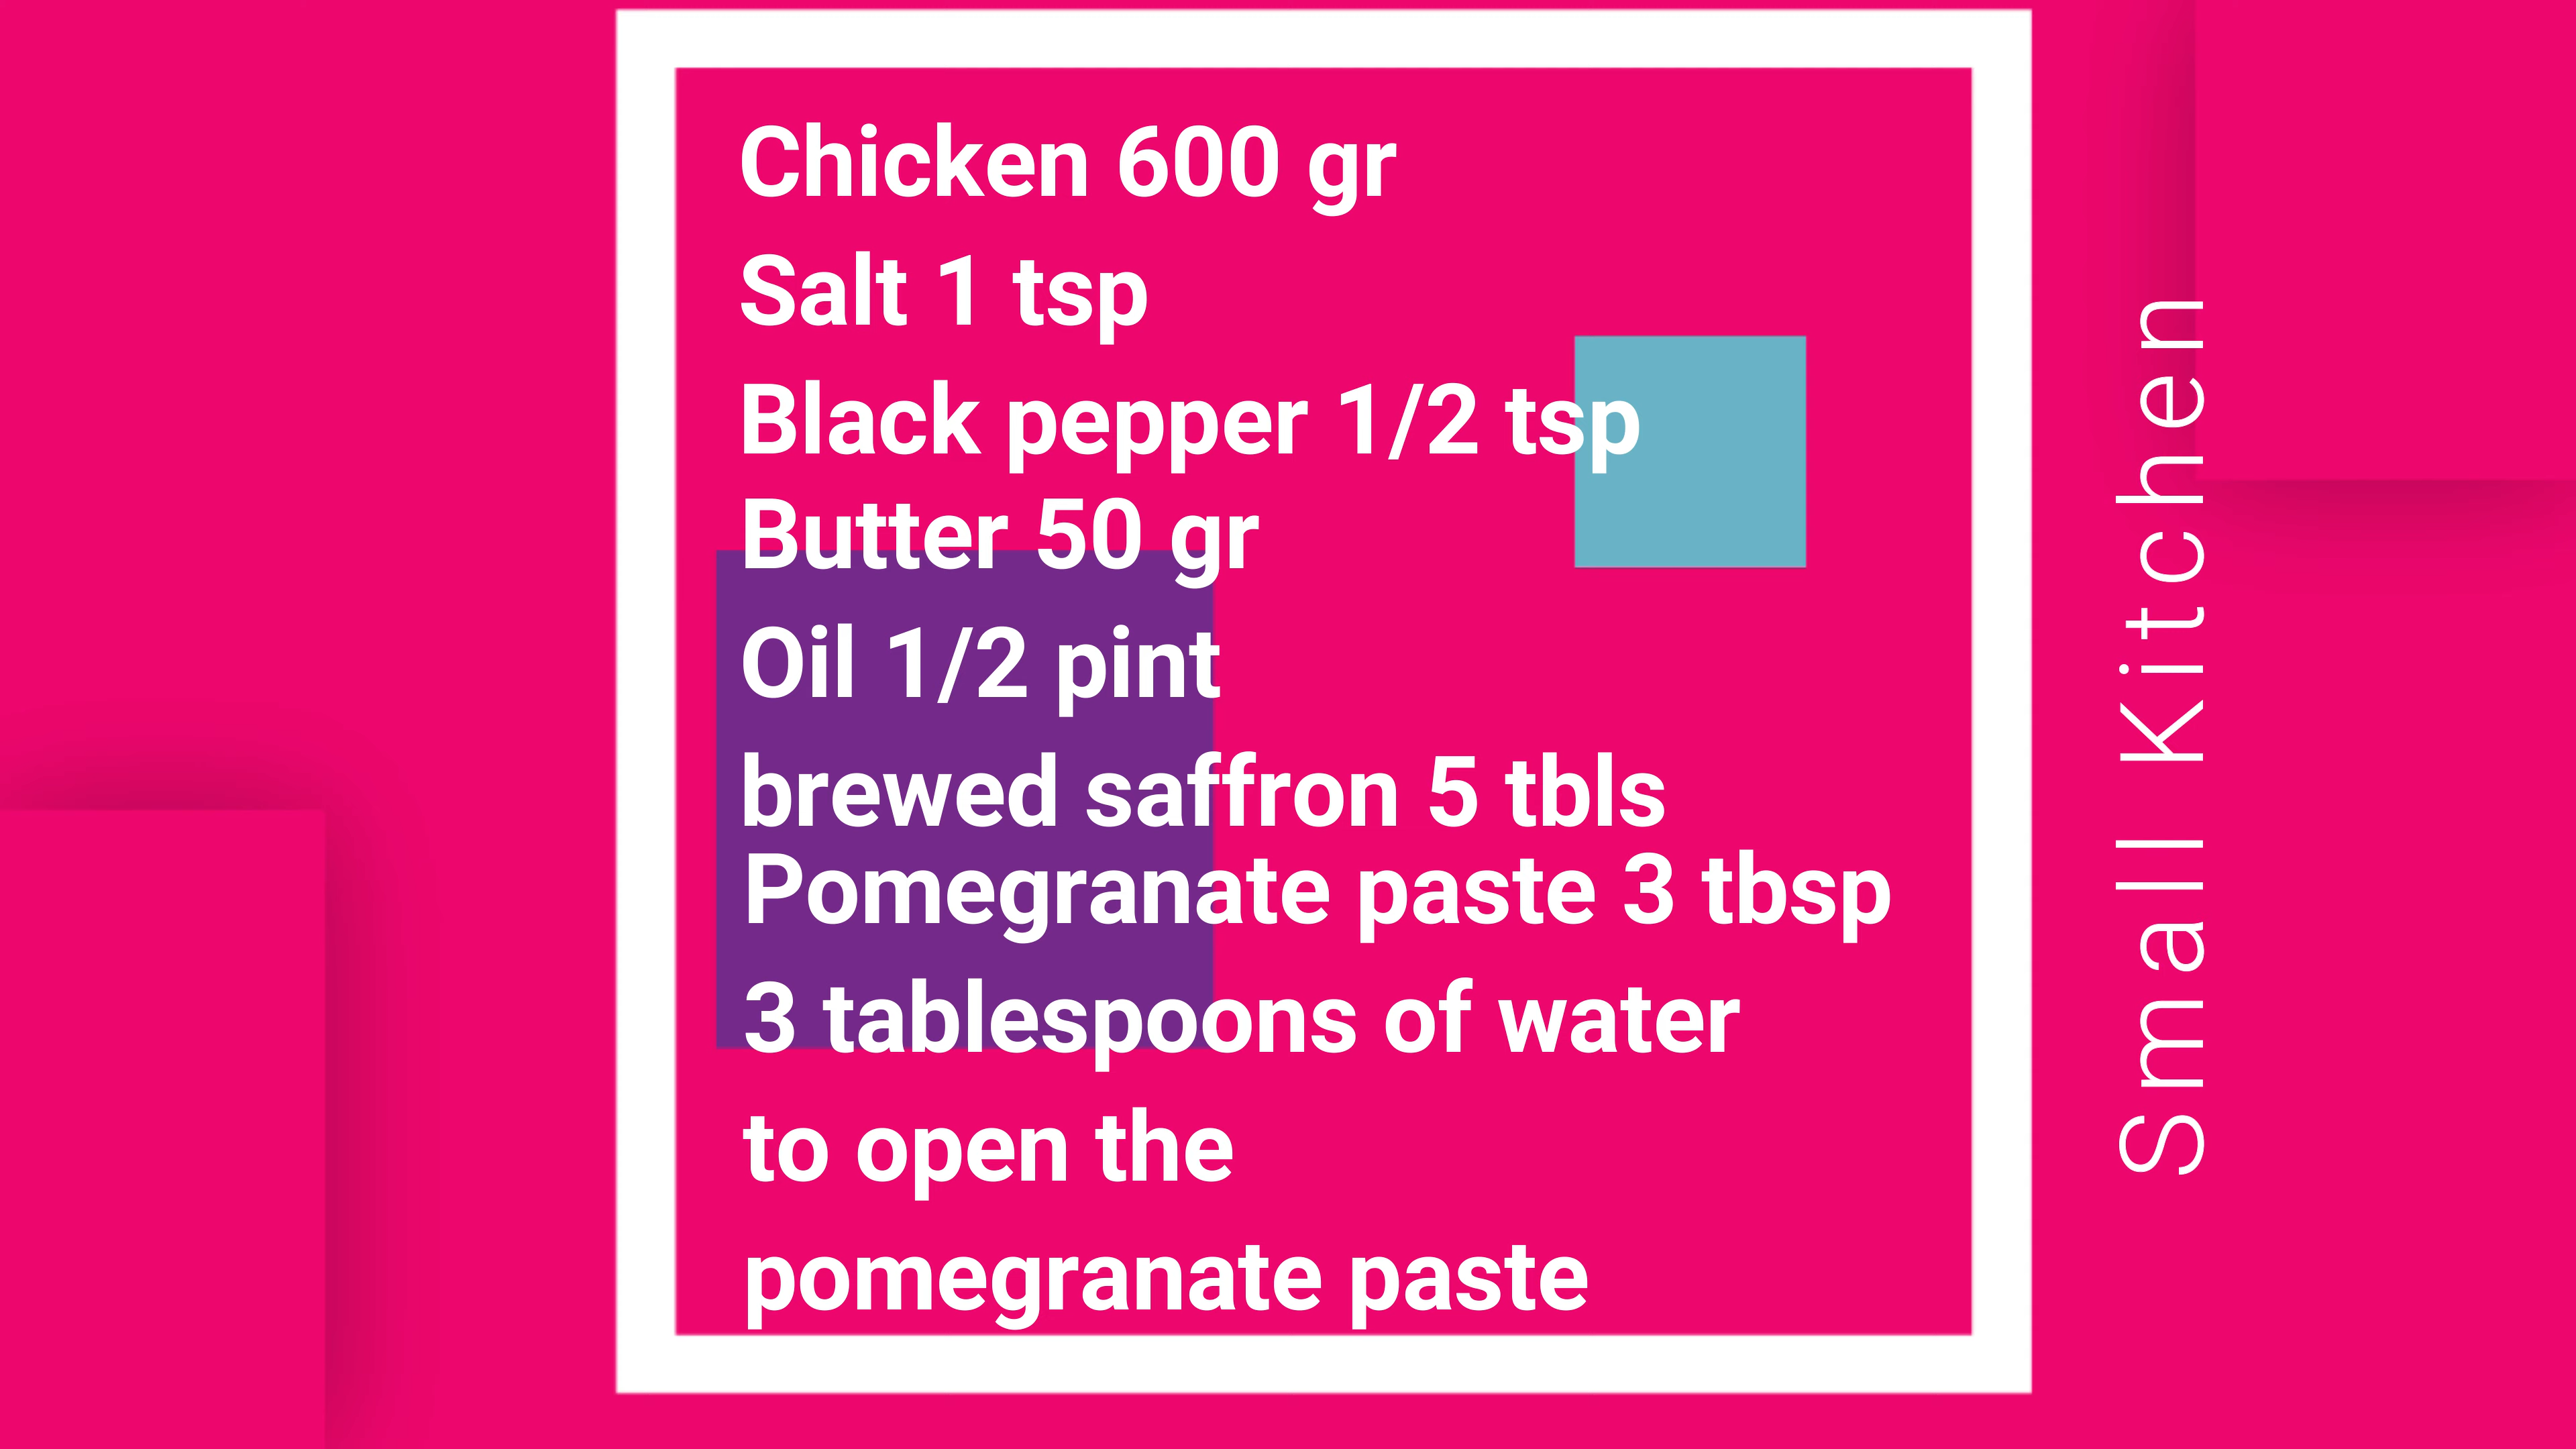 Chicken 600 gr
Salt 1 tsp
Black pepper 1/2 tsp
Butter 50 gr
Oil 1/2 pint
brewed saffron 5 tbls
Pomegranate paste 3 tbsp
3 tablespoons of water
to open the
pomegranate paste
Small Kitchen